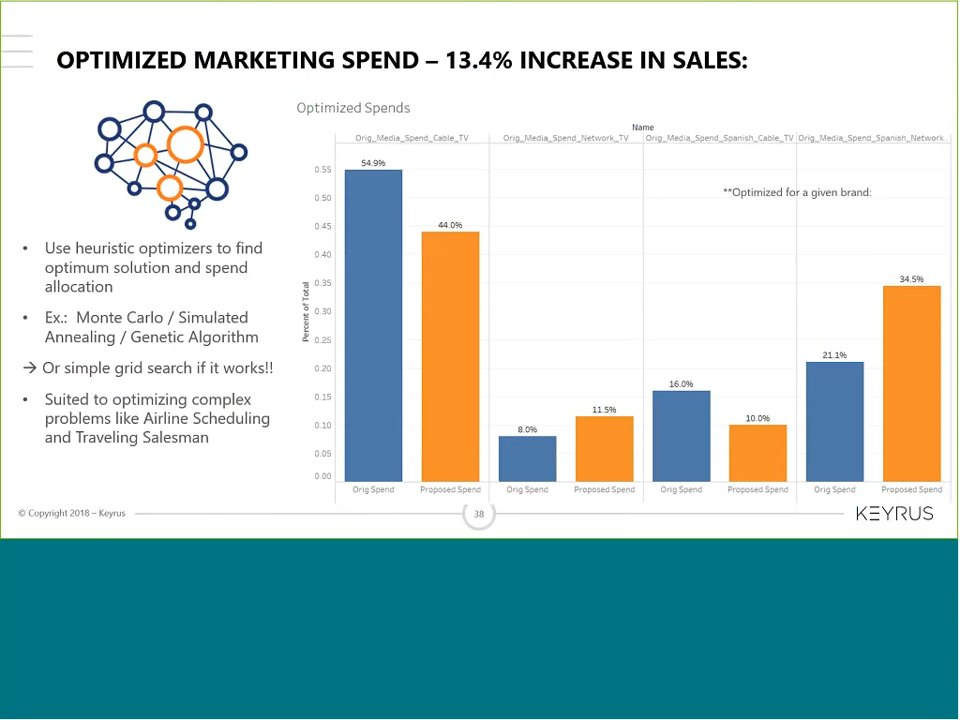 OPTIMIZED MARKETING SPEND – 13.4% INCREASE IN SALES:
• Use heuristic optimizers to find
optimum solution and spend
allocation
• Ex.: Monte Carlo / Simulated
Annealing / Genetic Algorithm
→ Or simple grid search if it works!!
• Suited to optimizing complex
problems like Airline Scheduling
and Traveling Salesman
Optimized Spends
Name
Orig_Media_Spend_Cable_TV
Orig_Media_Spend_Network_TV
Orig_Media_Spend_Spanish_Cable_TV
Orig_Media_Spend_Spanish_Network..
**Optimized for a given brand:
Percent of Total
0.55
0.50
0.45
0.40
0.35
0.30
0.25
0.20
0.15
0.10
0.05
0.00
54.9%
44.0%
8.0%
11.5%
16.0%
10.0%
21.1%
34.5%
Orig Spend
Proposed Spend
Orig Spend
Proposed Spend
Orig Spend
Proposed Spend
Orig Spend
Proposed Spend
© Copyright 2018 – Keyrus
38
KEYRUS